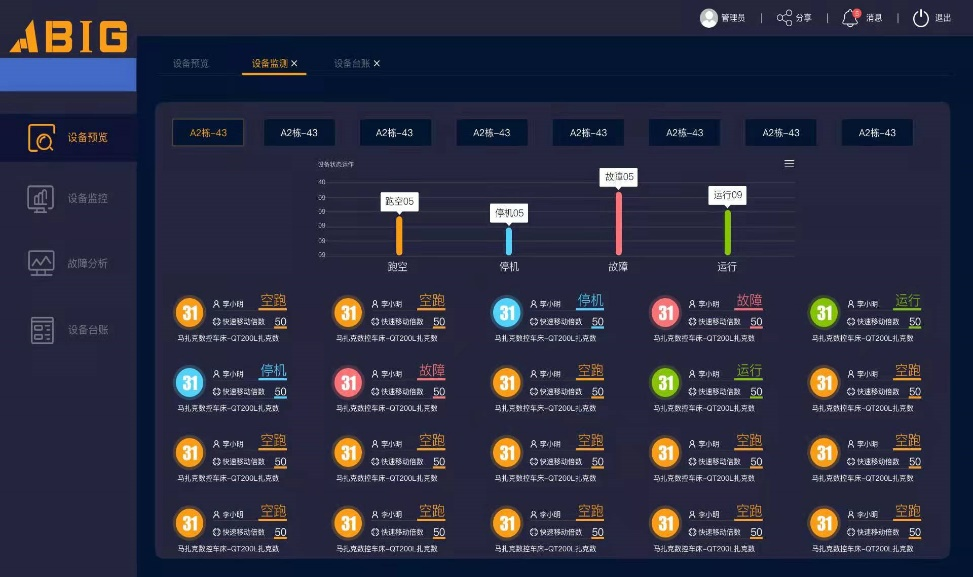 ABIG
管理员 | 分享 | 8 消息 | 退出
设备预览 设备监测 × 设备台账 ×
设备预览
设备监控
故障分析
设备台账
A2栋-43 A2栋-43 A2栋-43 A2栋-43 A2栋-43 A2栋-43 A2栋-43 A2栋-43
设备状态运作
40
09
09
09
09
09
跑空05 停机05 故障05 运行09
跑空 停机 故障 运行
31 李小明 空跑 31 李小明 空跑 31 李小明 停机 31 李小明 故障 31 李小明 运行
快速移动倍数 50 快速移动倍数 50 快速移动倍数 50 快速移动倍数 50 快速移动倍数 50
马扎克数控车床-QT200L扎克数 马扎克数控车床-QT200L扎克数 马扎克数控车床-QT200L扎克数 马扎克数控车床-QT200L扎克数 马扎克数控车床-QT200L扎克数
31 李小明 停机 31 李小明 故障 31 李小明 空跑 31 李小明 运行 31 李小明 空跑
快速移动倍数 50 快速移动倍数 50 快速移动倍数 50 快速移动倍数 50 快速移动倍数 50
马扎克数控车床-QT200L扎克数 马扎克数控车床-QT200L扎克数 马扎克数控车床-QT200L扎克数 马扎克数控车床-QT200L扎克数 马扎克数控车床-QT200L扎克数
31 李小明 空跑 31 李小明 空跑 31 李小明 空跑 31 李小明 空跑 31 李小明 空跑
快速移动倍数 50 快速移动倍数 50 快速移动倍数 50 快速移动倍数 50 快速移动倍数 50
马扎克数控车床-QT200L扎克数 马扎克数控车床-QT200L扎克数 马扎克数控车床-QT200L扎克数 马扎克数控车床-QT200L扎克数 马扎克数控车床-QT200L扎克数
31 李小明 空跑 31 李小明 空跑 31 李小明 空跑 31 李小明 空跑 31 李小明 空跑
快速移动倍数 50 快速移动倍数 50 快速移动倍数 50 快速移动倍数 50 快速移动倍数 50
马扎克数控车床-QT200L扎克数 马扎克数控车床-QT200L扎克数 马扎克数控车床-QT200L扎克数 马扎克数控车床-QT200L扎克数 马扎克数控车床-QT200L扎克数